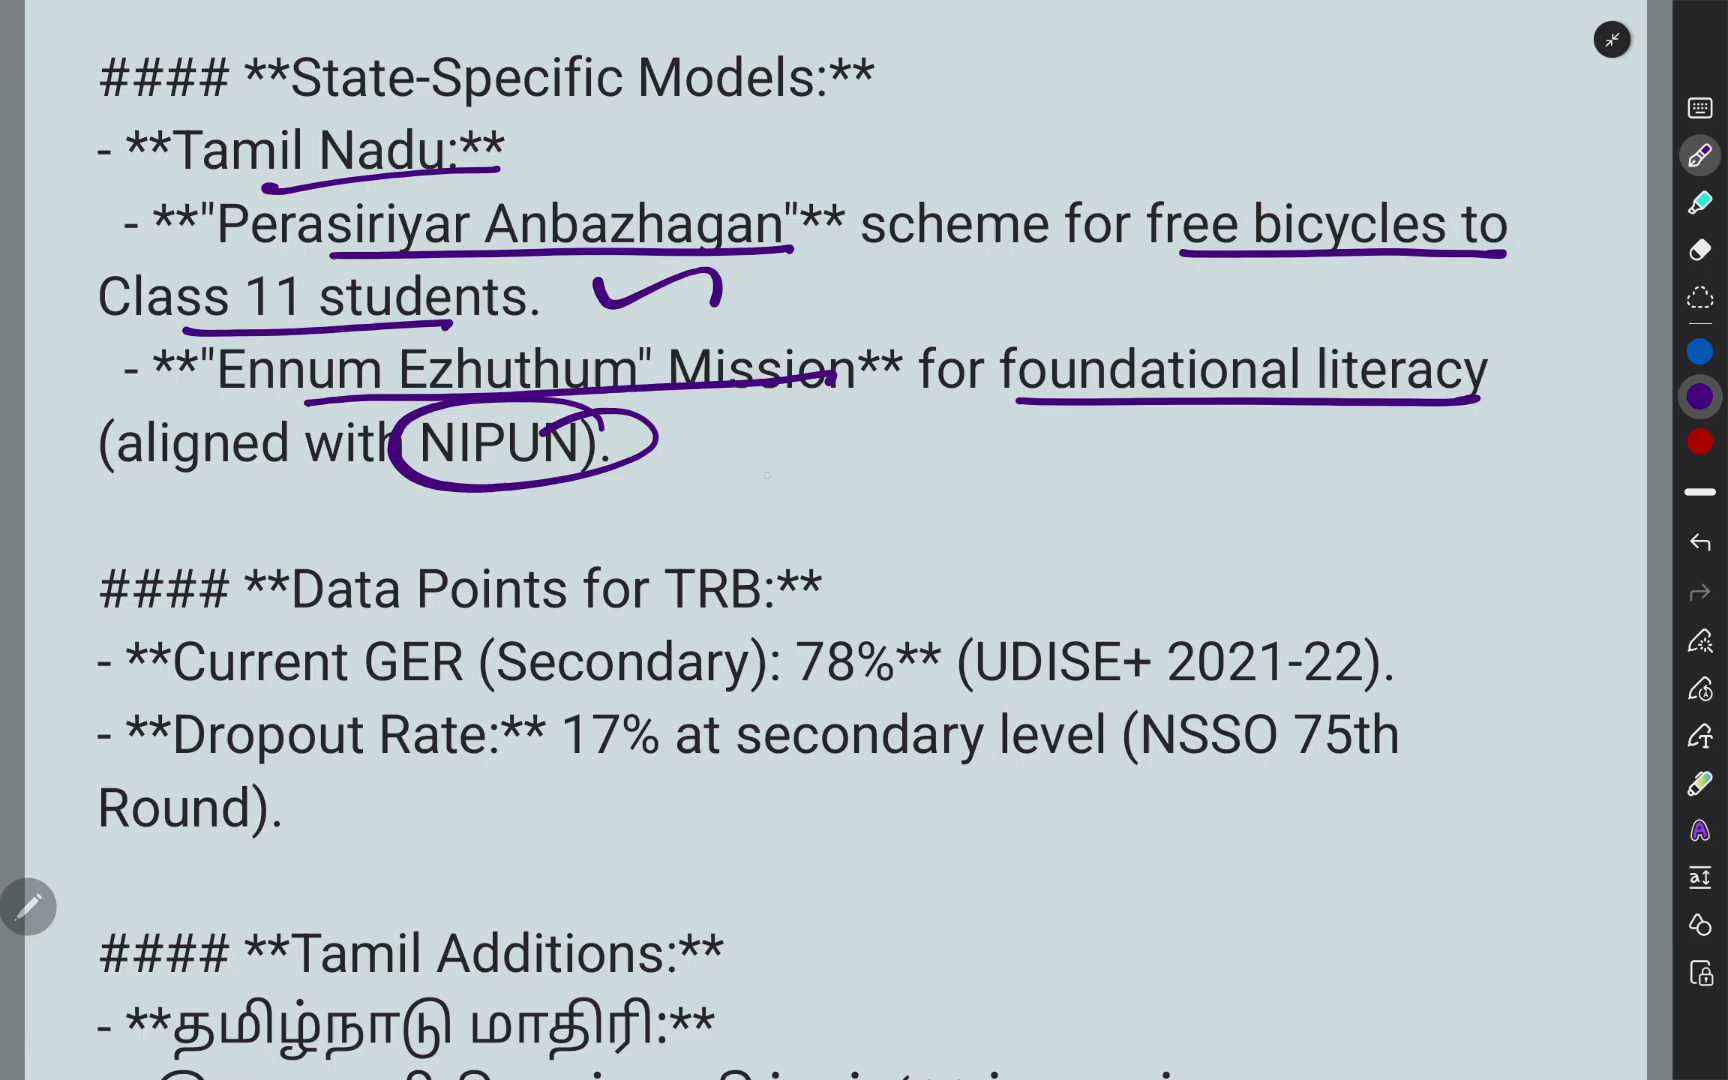 #### **State-Specific Models:**
- **Tamil Nadu:**
- **"Perasiriyar Anbazhagan"** scheme for free bicycles to
Class 11 students.
- **"Ennum Ezhuthum" Mission** for foundational literacy
(aligned with NIPUN).
#### **Data Points for TRB:**
- **Current GER (Secondary): 78%** (UDISE+ 2021-22).
- **Dropout Rate:** 17% at secondary level (NSSO 75th
Round).
#### **Tamil Additions:**
- **தமிழ்நாடு மாதிரி:**